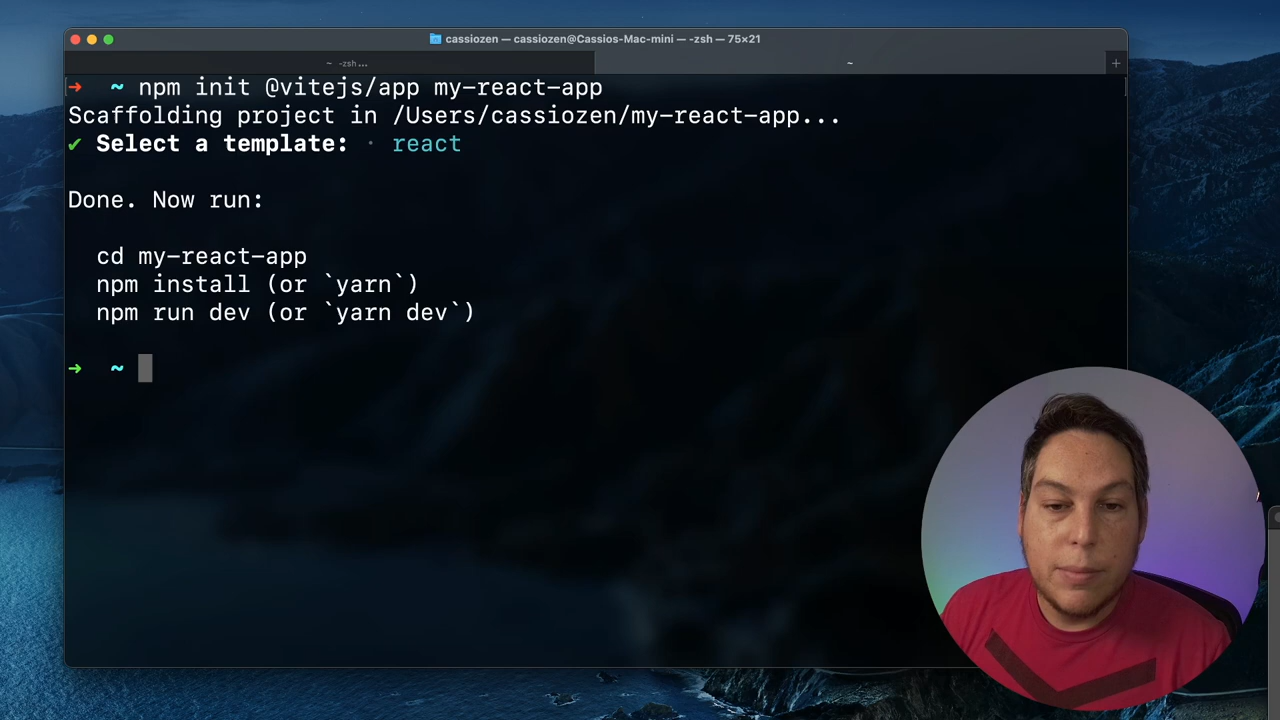 cassiozen — cassiozen@Cassios-Mac-mini — -zsh — 75×21
~ -zsh...
~
➜ ~ npm init @vitejs/app my-react-app
Scaffolding project in /Users/cassiozen/my-react-app...
✔ Select a template: · react
Done. Now run:
cd my-react-app
npm install (or `yarn`)
npm run dev (or `yarn dev`)
➜ ~